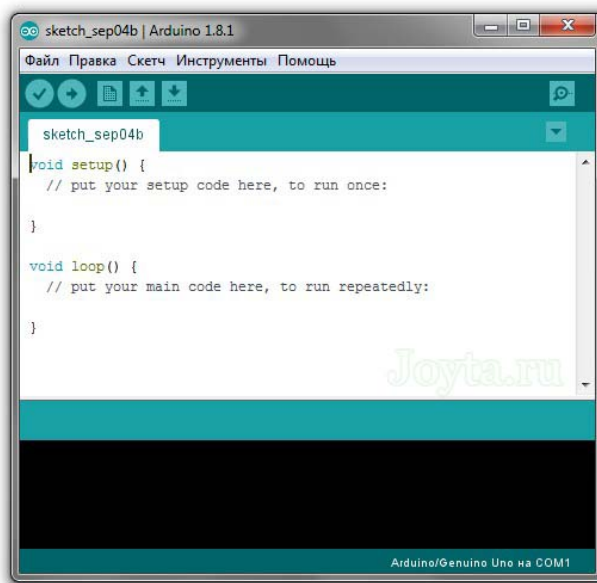 sketch_sep04b | Arduino 1.8.1
Файл Правка Скетч Инструменты Помощь
sketch_sep04b
void setup() {
// put your setup code here, to run once:
}
void loop() {
// put your main code here, to run repeatedly:
}
Joyta.ru
Arduino/Genuino Uno на COM1